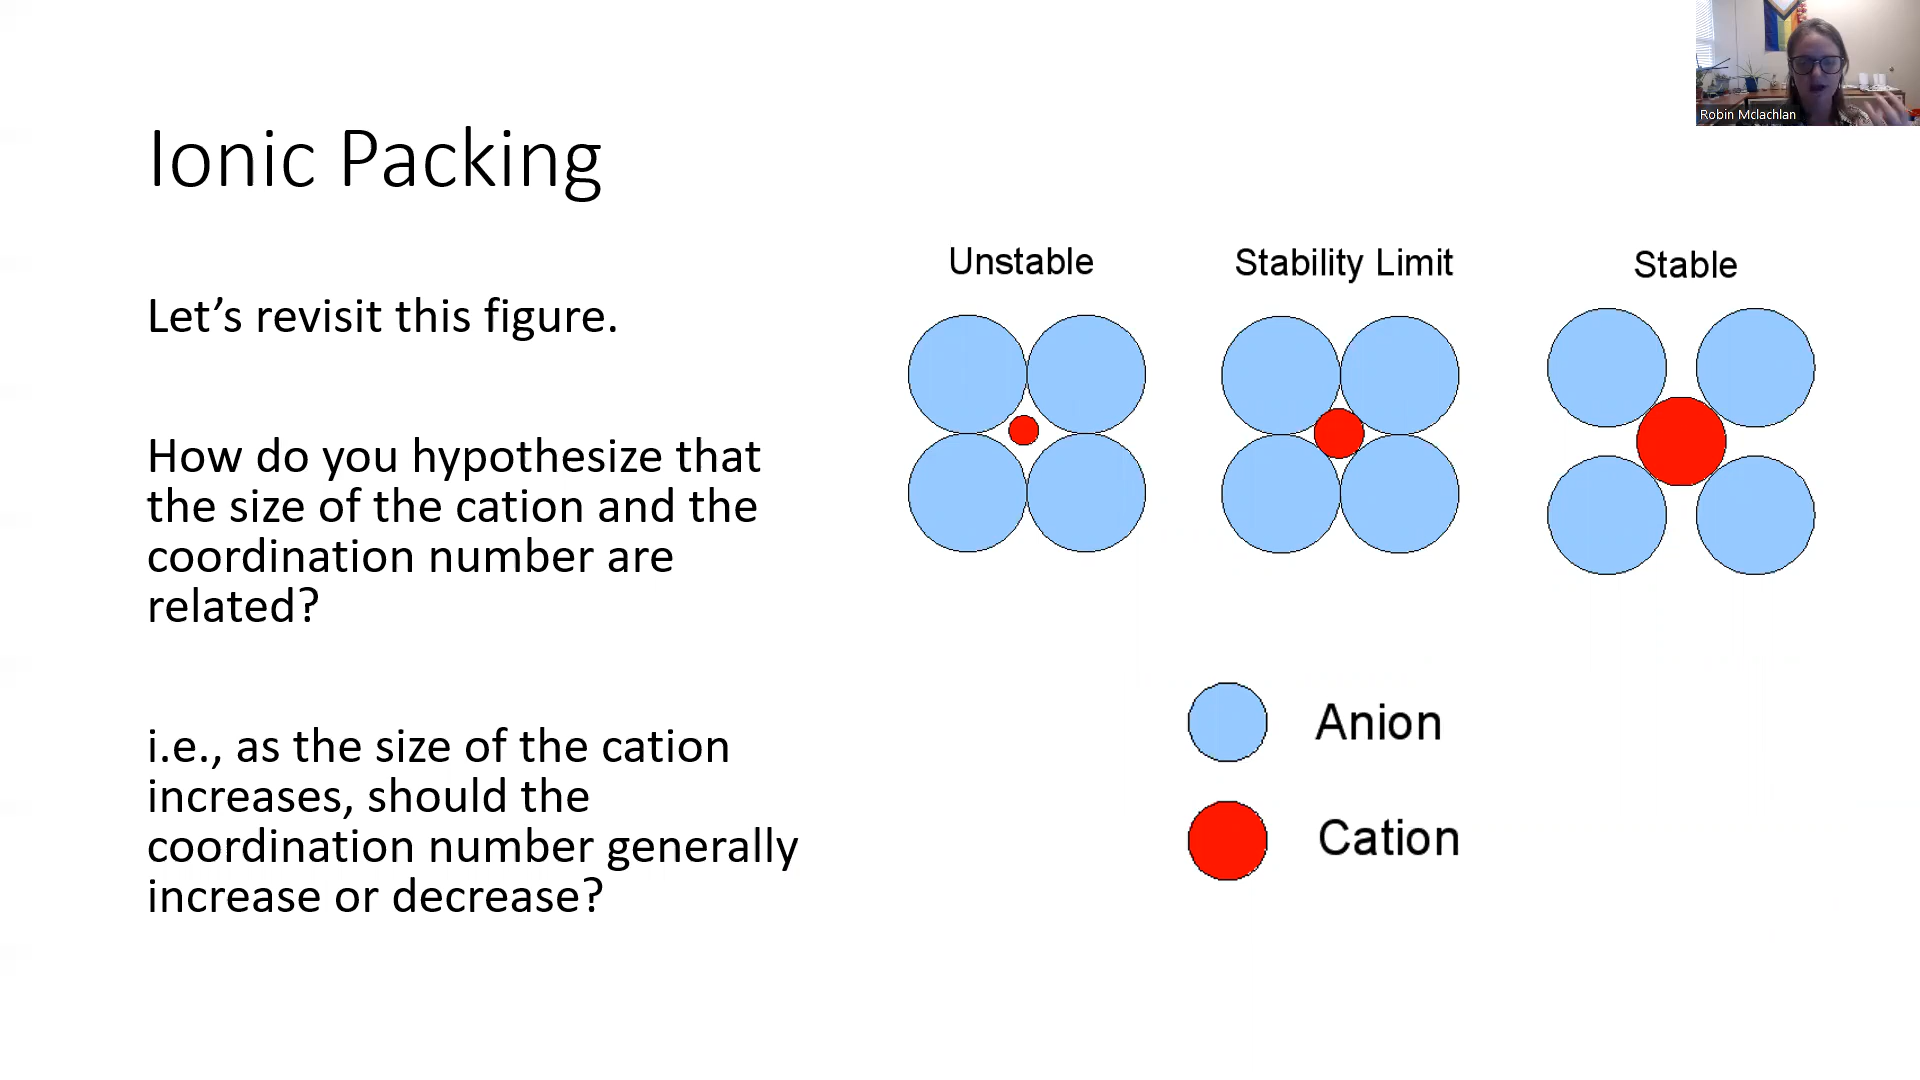 Robin Mclachlan
Ionic Packing
Let’s revisit this figure.
How do you hypothesize that
the size of the cation and the
coordination number are
related?
i.e., as the size of the cation
increases, should the
coordination number generally
increase or decrease?
Unstable
Stability Limit
Stable
Anion
Cation